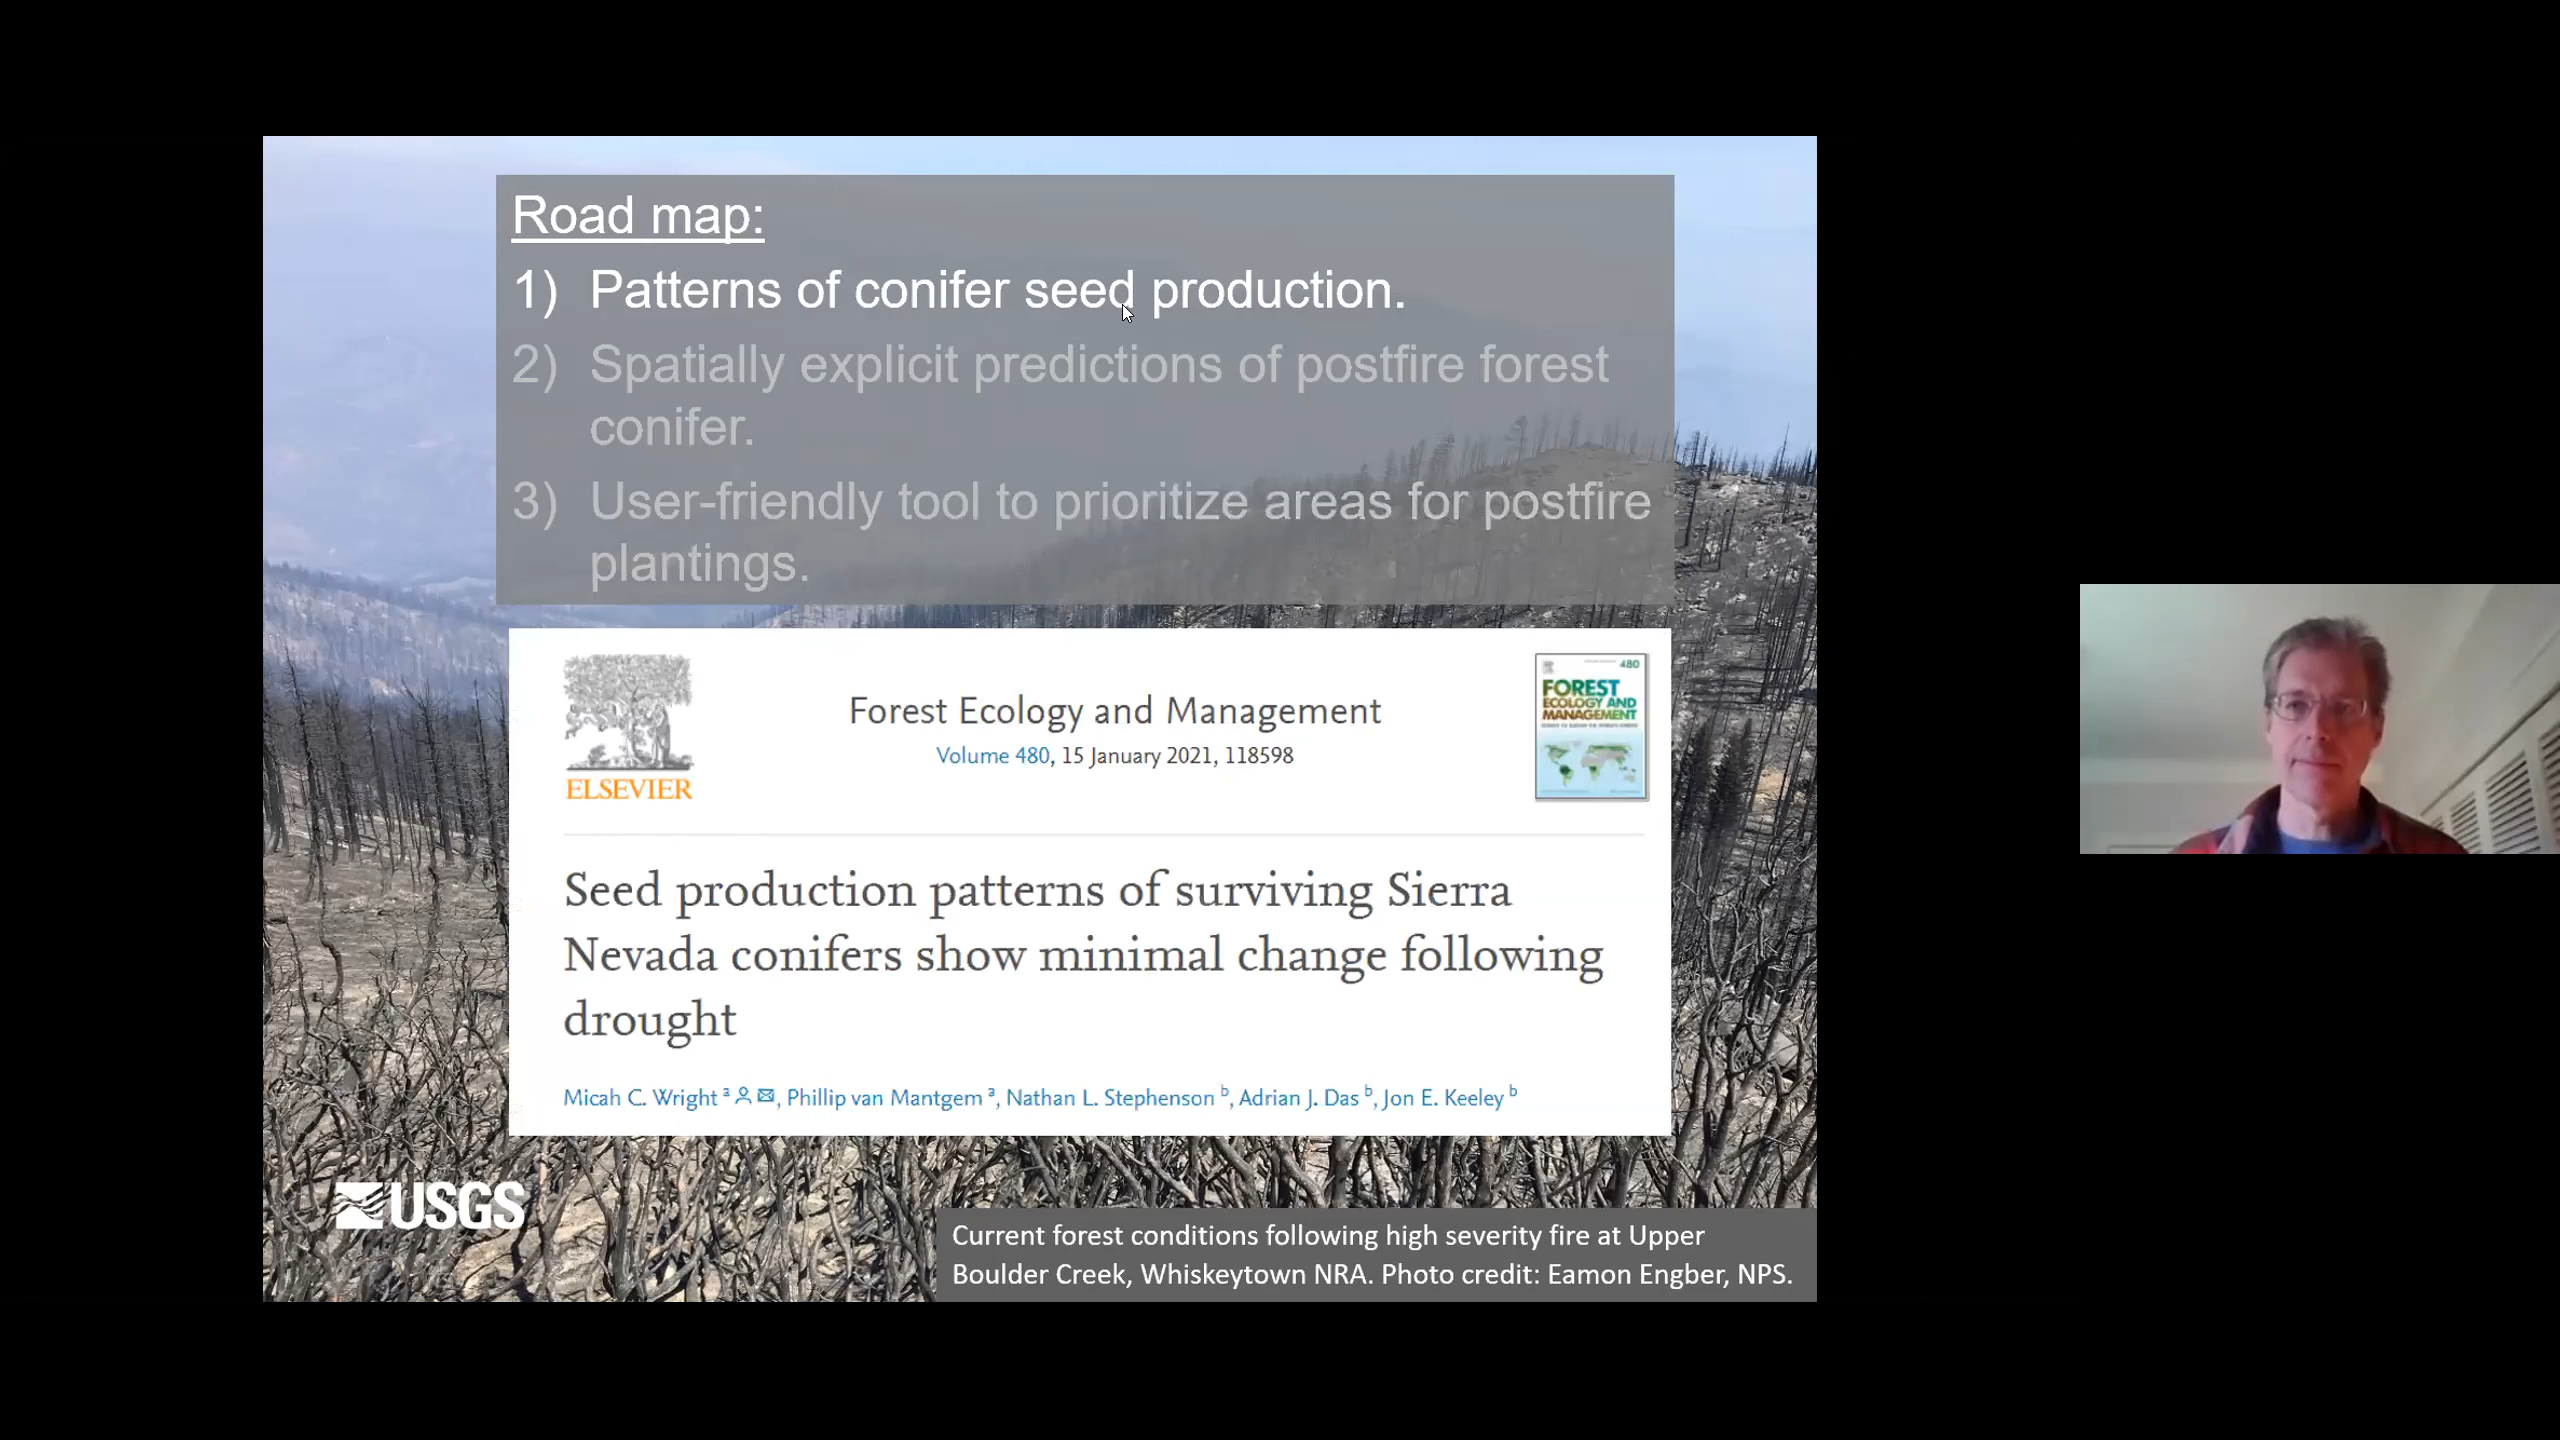 Road map:
1) Patterns of conifer seed production.
2) Spatially explicit predictions of postfire forest
conifer.
3) User-friendly tool to prioritize areas for postfire
plantings.
ELSEVIER
Forest Ecology and Management
Volume 480, 15 January 2021, 118598
480
FOREST
ECOLOGY AND
MANAGEMENT
Seed production patterns of surviving Sierra
Nevada conifers show minimal change following
drought
Micah C. Wright a, Phillip van Mantgem a, Nathan L. Stephenson b, Adrian J. Das b, Jon E. Keeley b
USGS
Current forest conditions following high severity fire at Upper
Boulder Creek, Whiskeytown NRA. Photo credit: Eamon Engber, NPS.